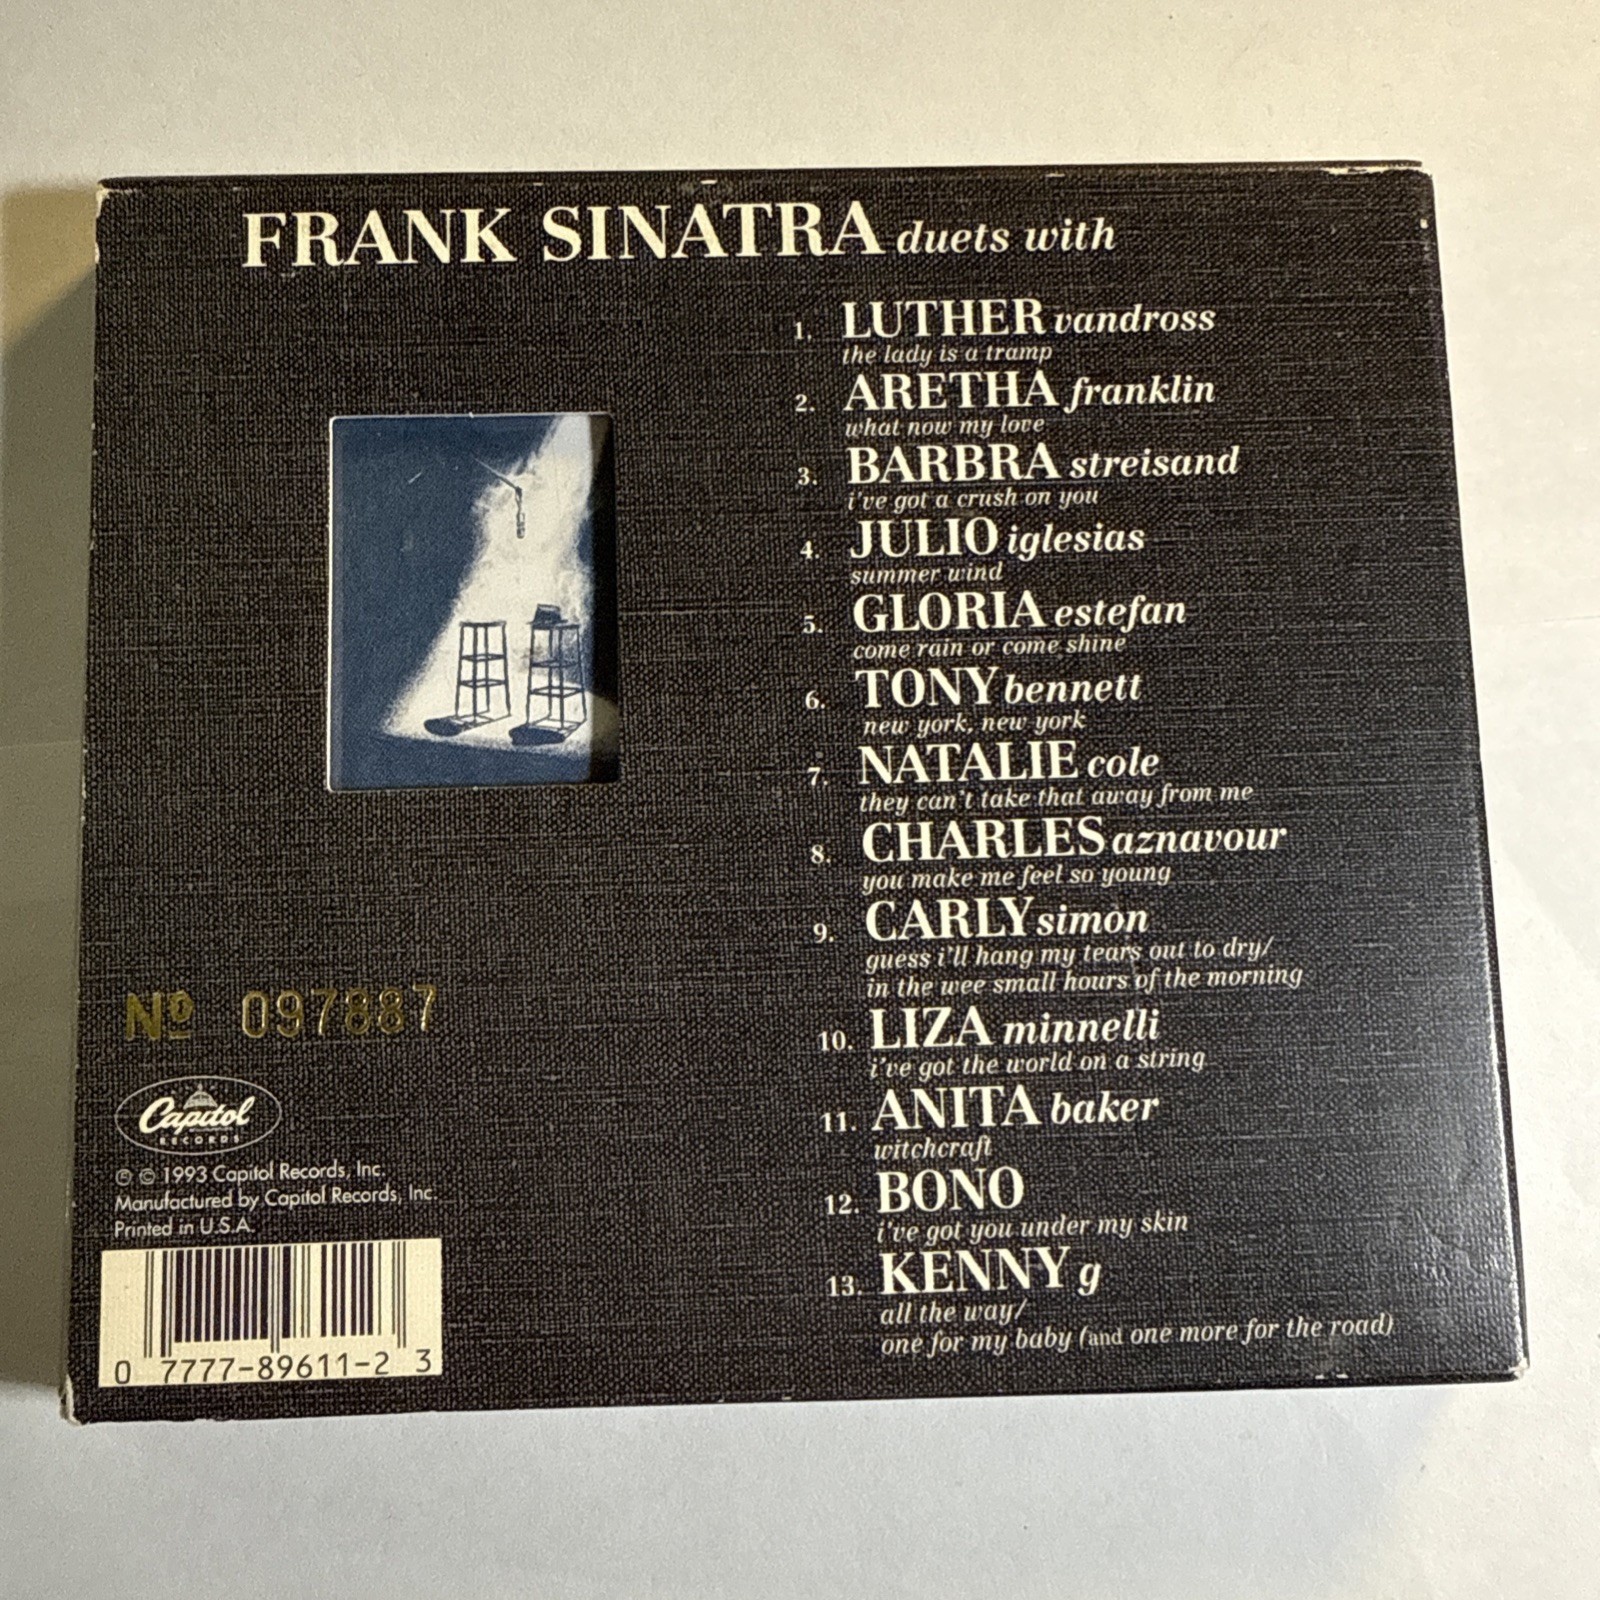 FRANK SINATRA duets with
1. LUTHER vandross
the lady is a tramp
2. ARETHA franklin
what now my love
3. BARBRA streisand
i've got a crush on you
4. JULIO iglesias
summer wind
5. GLORIA estefan
come rain or come shine
6. TONY bennett
new york, new york
7. NATALIE cole
they can't take that away from me
8. CHARLES aznavour
you make me feel so young
9. CARLY simon
guess i'll hang my tears out to dry/
in the wee small hours of the morning
10. LIZA minnelli
i've got the world on a string
11. ANITA baker
witchcraft
12. BONO
i've got you under my skin
13. KENNY g
all the way/
one for my baby (and one more for the road)
Nº 097887
Capitol
RECORDS
℗ © 1993 Capitol Records, Inc.
Manufactured by Capitol Records, Inc.
Printed in U.S.A.
0 7777-89611-2 3